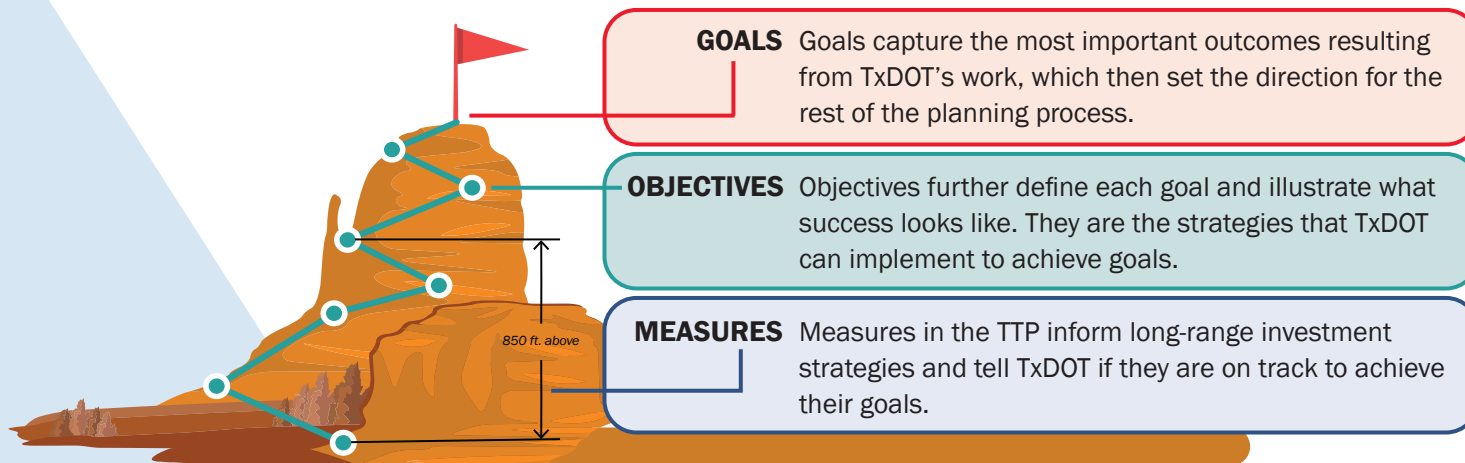 GOALS Goals capture the most important outcomes resulting
from TxDOT's work, which then set the direction for the
rest of the planning process.
OBJECTIVES Objectives further define each goal and illustrate what
success looks like. They are the strategies that TxDOT
can implement to achieve goals.
850 ft. above
MEASURES Measures in the TTP inform long-range investment
strategies and tell TxDOT if they are on track to achieve
their goals.